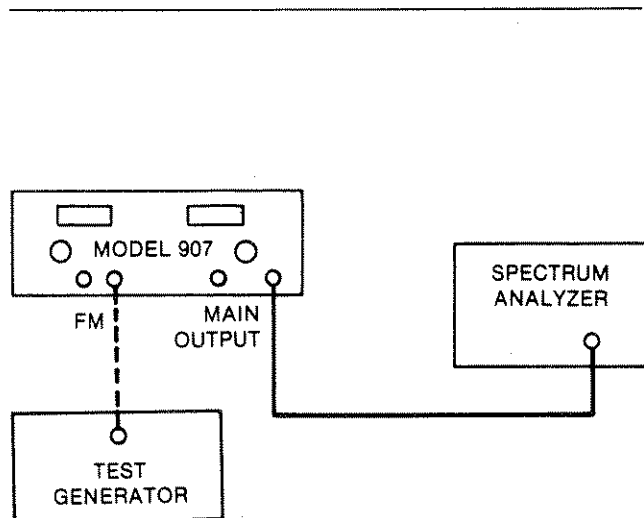 MODEL 907
FM
MAIN
OUTPUT
SPECTRUM
ANALYZER
TEST
GENERATOR